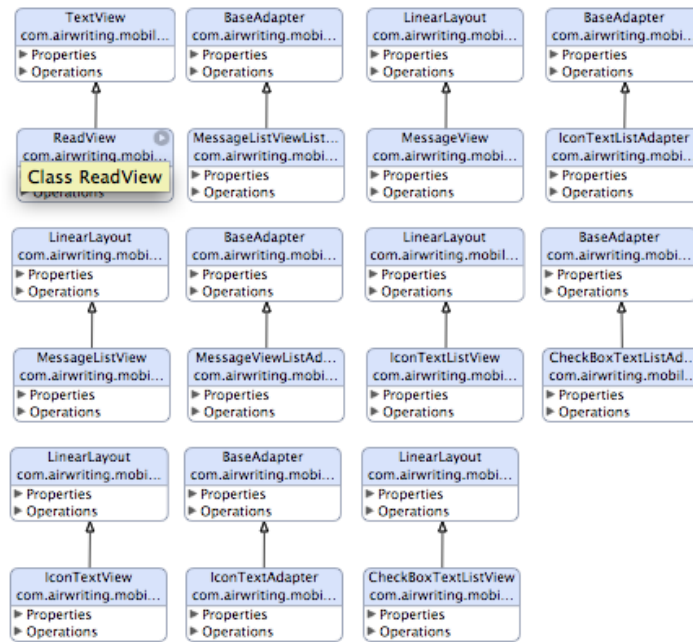 TextView
com.airwriting.mobil...
Properties
Operations
BaseAdapter
com.airwriting.mobi...
Properties
Operations
LinearLayout
com.airwriting.mobil...
Properties
Operations
BaseAdapter
com.airwriting.mobi...
Properties
Operations
ReadView
com.airwriting.mobi...
Class ReadView
Operations
MessageListViewList...
com.airwriting.mobi...
Properties
Operations
MessageView
com.airwriting.mobi...
Properties
Operations
IconTextListAdapter
com.airwriting.mobi...
Properties
Operations
LinearLayout
com.airwriting.mobi...
Properties
Operations
BaseAdapter
com.airwriting.mobi...
Properties
Operations
LinearLayout
com.airwriting.mobil...
Properties
Operations
BaseAdapter
com.airwriting.mobi...
Properties
Operations
MessageListView
com.airwriting.mobi...
Properties
Operations
MessageViewListAd...
com.airwriting.mobi...
Properties
Operations
IconTextListView
com.airwriting.mobi...
Properties
Operations
CheckBoxTextListAd...
com.airwriting.mobil...
Properties
Operations
LinearLayout
com.airwriting.mobi...
Properties
Operations
BaseAdapter
com.airwriting.mobi...
Properties
Operations
LinearLayout
com.airwriting.mobi...
Properties
Operations
IconTextView
com.airwriting.mobi...
Properties
Operations
IconTextAdapter
com.airwriting.mobi...
Properties
Operations
CheckBoxTextListView
com.airwriting.mobi...
Properties
Operations